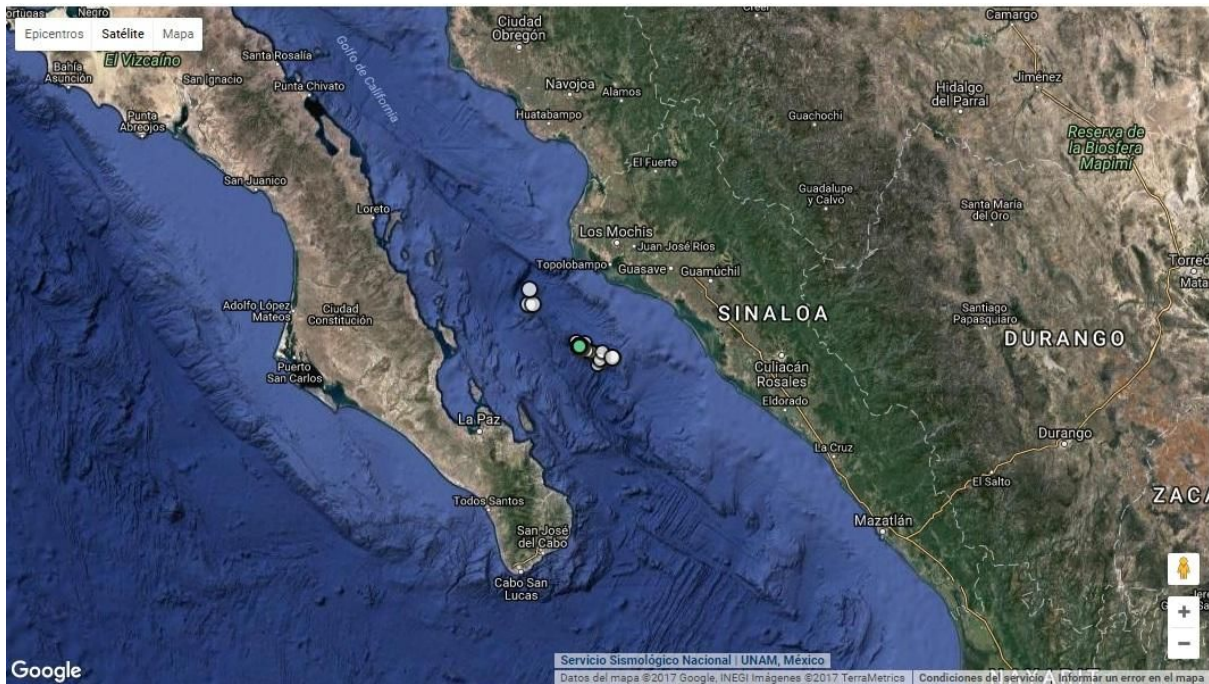 Epicentros Satélite Mapa
Negro
El Vizcaíno
Bahía
Asunción
San Ignacio
Santa Rosalía
Punta Chivato
Punta
Abreojos
San Juanico
Loreto
Golfo de California
Ciudad
Obregón
Navojoa
Alamos
Huatabampo
El Fuerte
Los Mochis
Juan José Ríos
Topolobampo
Guasave
Guamúchil
Camargo
Jiménez
Hidalgo
del Parral
Guachochi
Reserva de
la Biosfera
Mapimí
Guadalupe
y Calvo
Santa María
del Oro
Adolfo López
Mateos
Ciudad
Constitución
Puerto
San Carlos
SINALOA
Santiago
Papasquiaro
DURANGO
Culiacán
Rosales
Eldorado
La Paz
La Cruz
Durango
El Salto
Todos Santos
San José
del Cabo
Mazatlán
Cabo San
Lucas
+
−
Google
Servicio Sismológico Nacional | UNAM, México
Datos del mapa ©2017 Google, INEGI Imágenes ©2017 TerraMetrics
Condiciones del servicio
Informar un error en el mapa